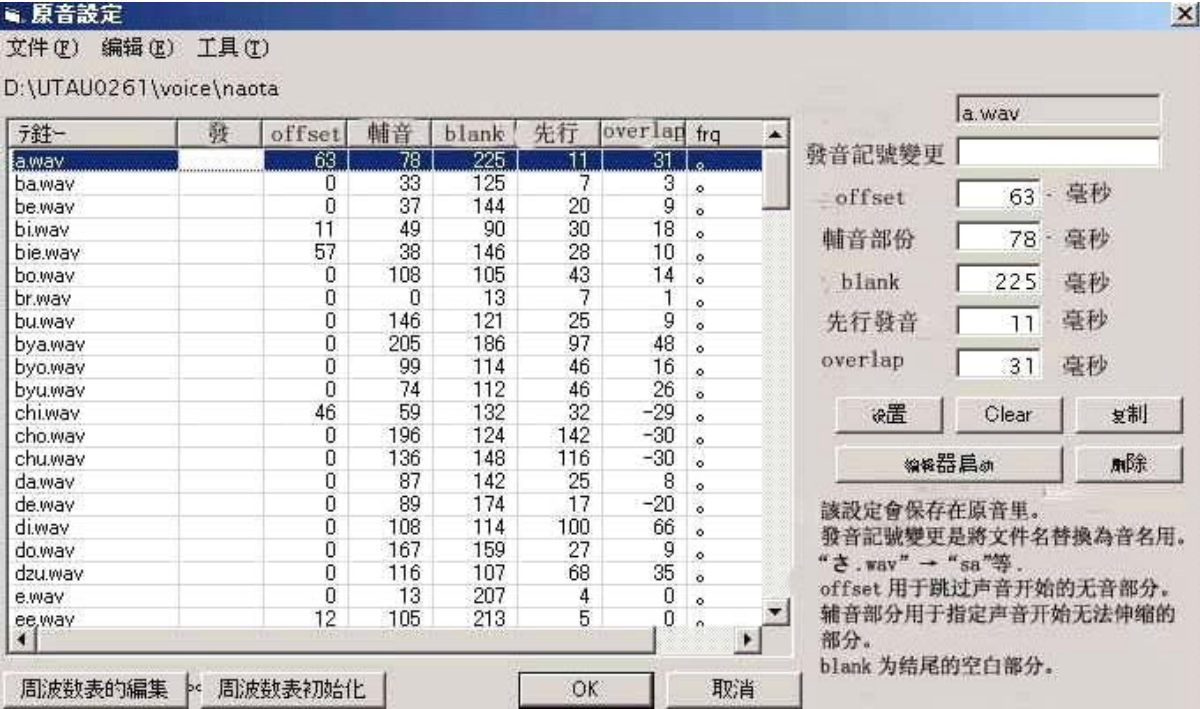 原音設定
文件(F) 编辑(E) 工具(T)
D:\UTAU0261\voice\naota
發 offset 輔音 blank 先行 overlap frq
a.wav 63 78 225 11 31 。
ba.wav 0 33 125 7 3 。
be.wav 0 37 144 20 9 。
bi.wav 11 49 90 30 18 。
bie.wav 57 38 146 28 10 。
bo.wav 0 108 105 43 14 。
br.wav 0 0 13 7 1 。
bu.wav 0 146 121 25 9 。
bya.wav 0 205 186 97 48 。
byo.wav 0 99 114 46 16 。
byu.wav 0 74 112 46 26 。
chi.wav 46 59 132 32 -29 。
cho.wav 0 196 124 142 -30 。
chu.wav 0 136 148 116 -30 。
da.wav 0 87 142 25 8 。
de.wav 0 89 174 17 -20 。
di.wav 0 108 114 100 66 。
do.wav 0 167 159 27 9 。
dzu.wav 0 116 107 68 35 。
e.wav 0 13 207 4 0 。
ee.wav 12 105 213 5 0 。
周波数表的编集 >< 周波数表初始化 OK 取消
a.wav
發音記號變更
offset 63 毫秒
輔音部份 78 毫秒
blank 225 毫秒
先行發音 11 毫秒
overlap 31 毫秒
设置 Clear 复制
编辑器启动 删除
該設定會保存在原音里。
發音記號變更是將文件名替換為音名用。
“さ.wav” → “sa”等.
offset 用于跳过声音开始的无音部分。
辅音部分用于指定声音开始无法伸缩的
部分。
blank 为结尾的空白部分。